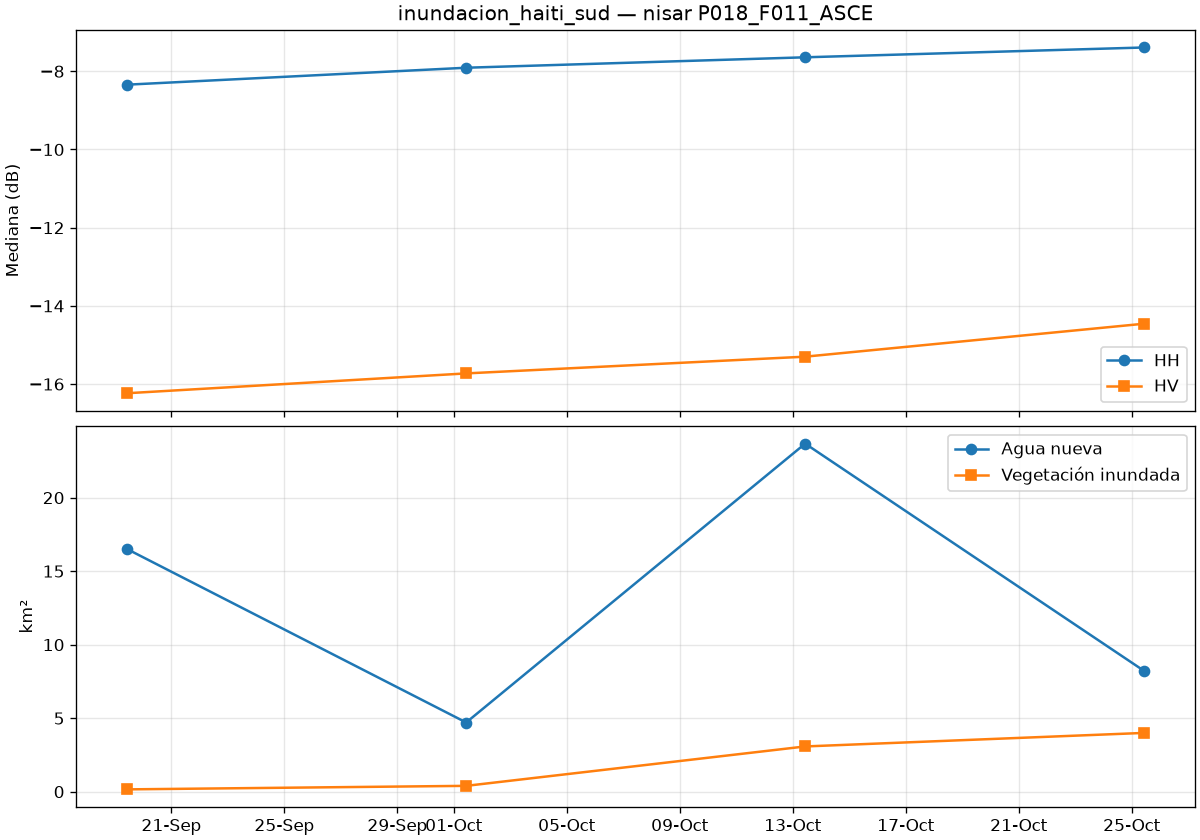 inundacion_haiti_sud — nisar P018_F011_ASCE
Mediana (dB)
−8
−10
−12
−14
−16
HH
HV
km²
20
15
10
5
0
Agua nueva
Vegetación inundada
21-Sep 25-Sep 29-Sep 01-Oct 05-Oct 09-Oct 13-Oct 17-Oct 21-Oct 25-Oct